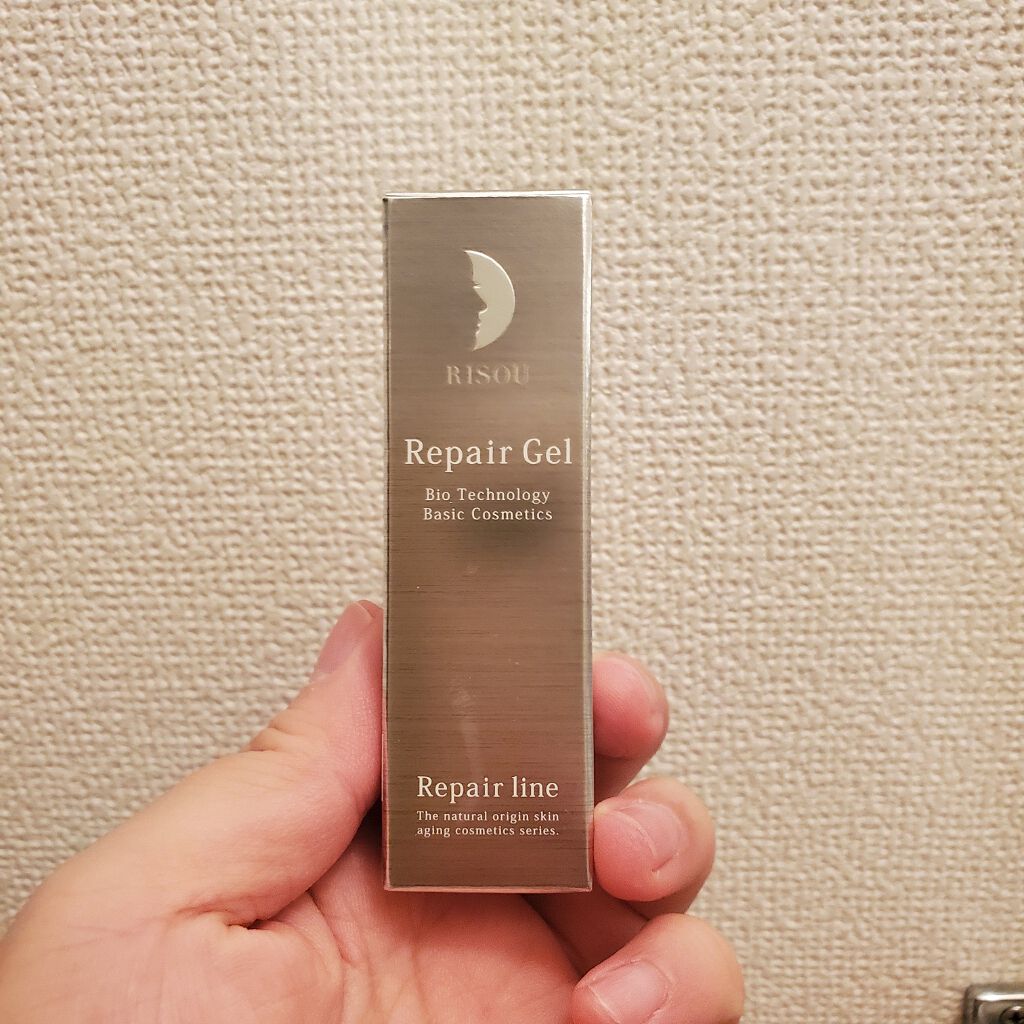 RISOU
Repair Gel
Bio Technology
Basic Cosmetics
Repair line
The natural origin skin
aging cosmetics series.